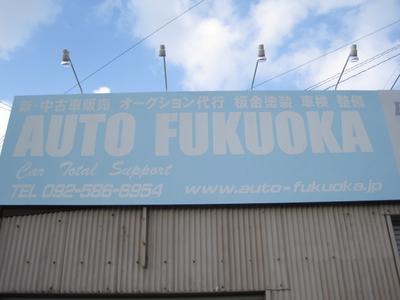 新・中古車販売 オークション代行 板金塗装 車検 整備
AUTO FUKUOKA
Car Total Support
TEL 092-586-6954 www.auto-fukuoka.jp